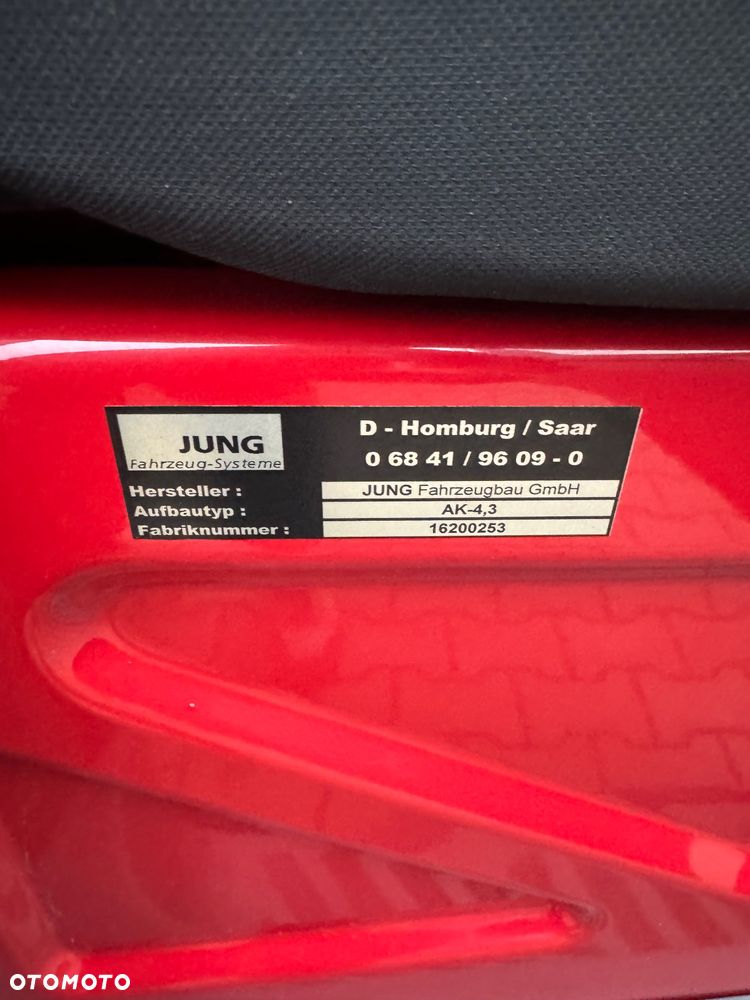 JUNG
Fahrzeug-Systeme
D - Homburg / Saar
0 68 41 / 96 09 - 0
Hersteller : JUNG Fahrzeugbau GmbH
Aufbautyp : AK-4,3
Fabriknummer : 16200253
OTOMOTO